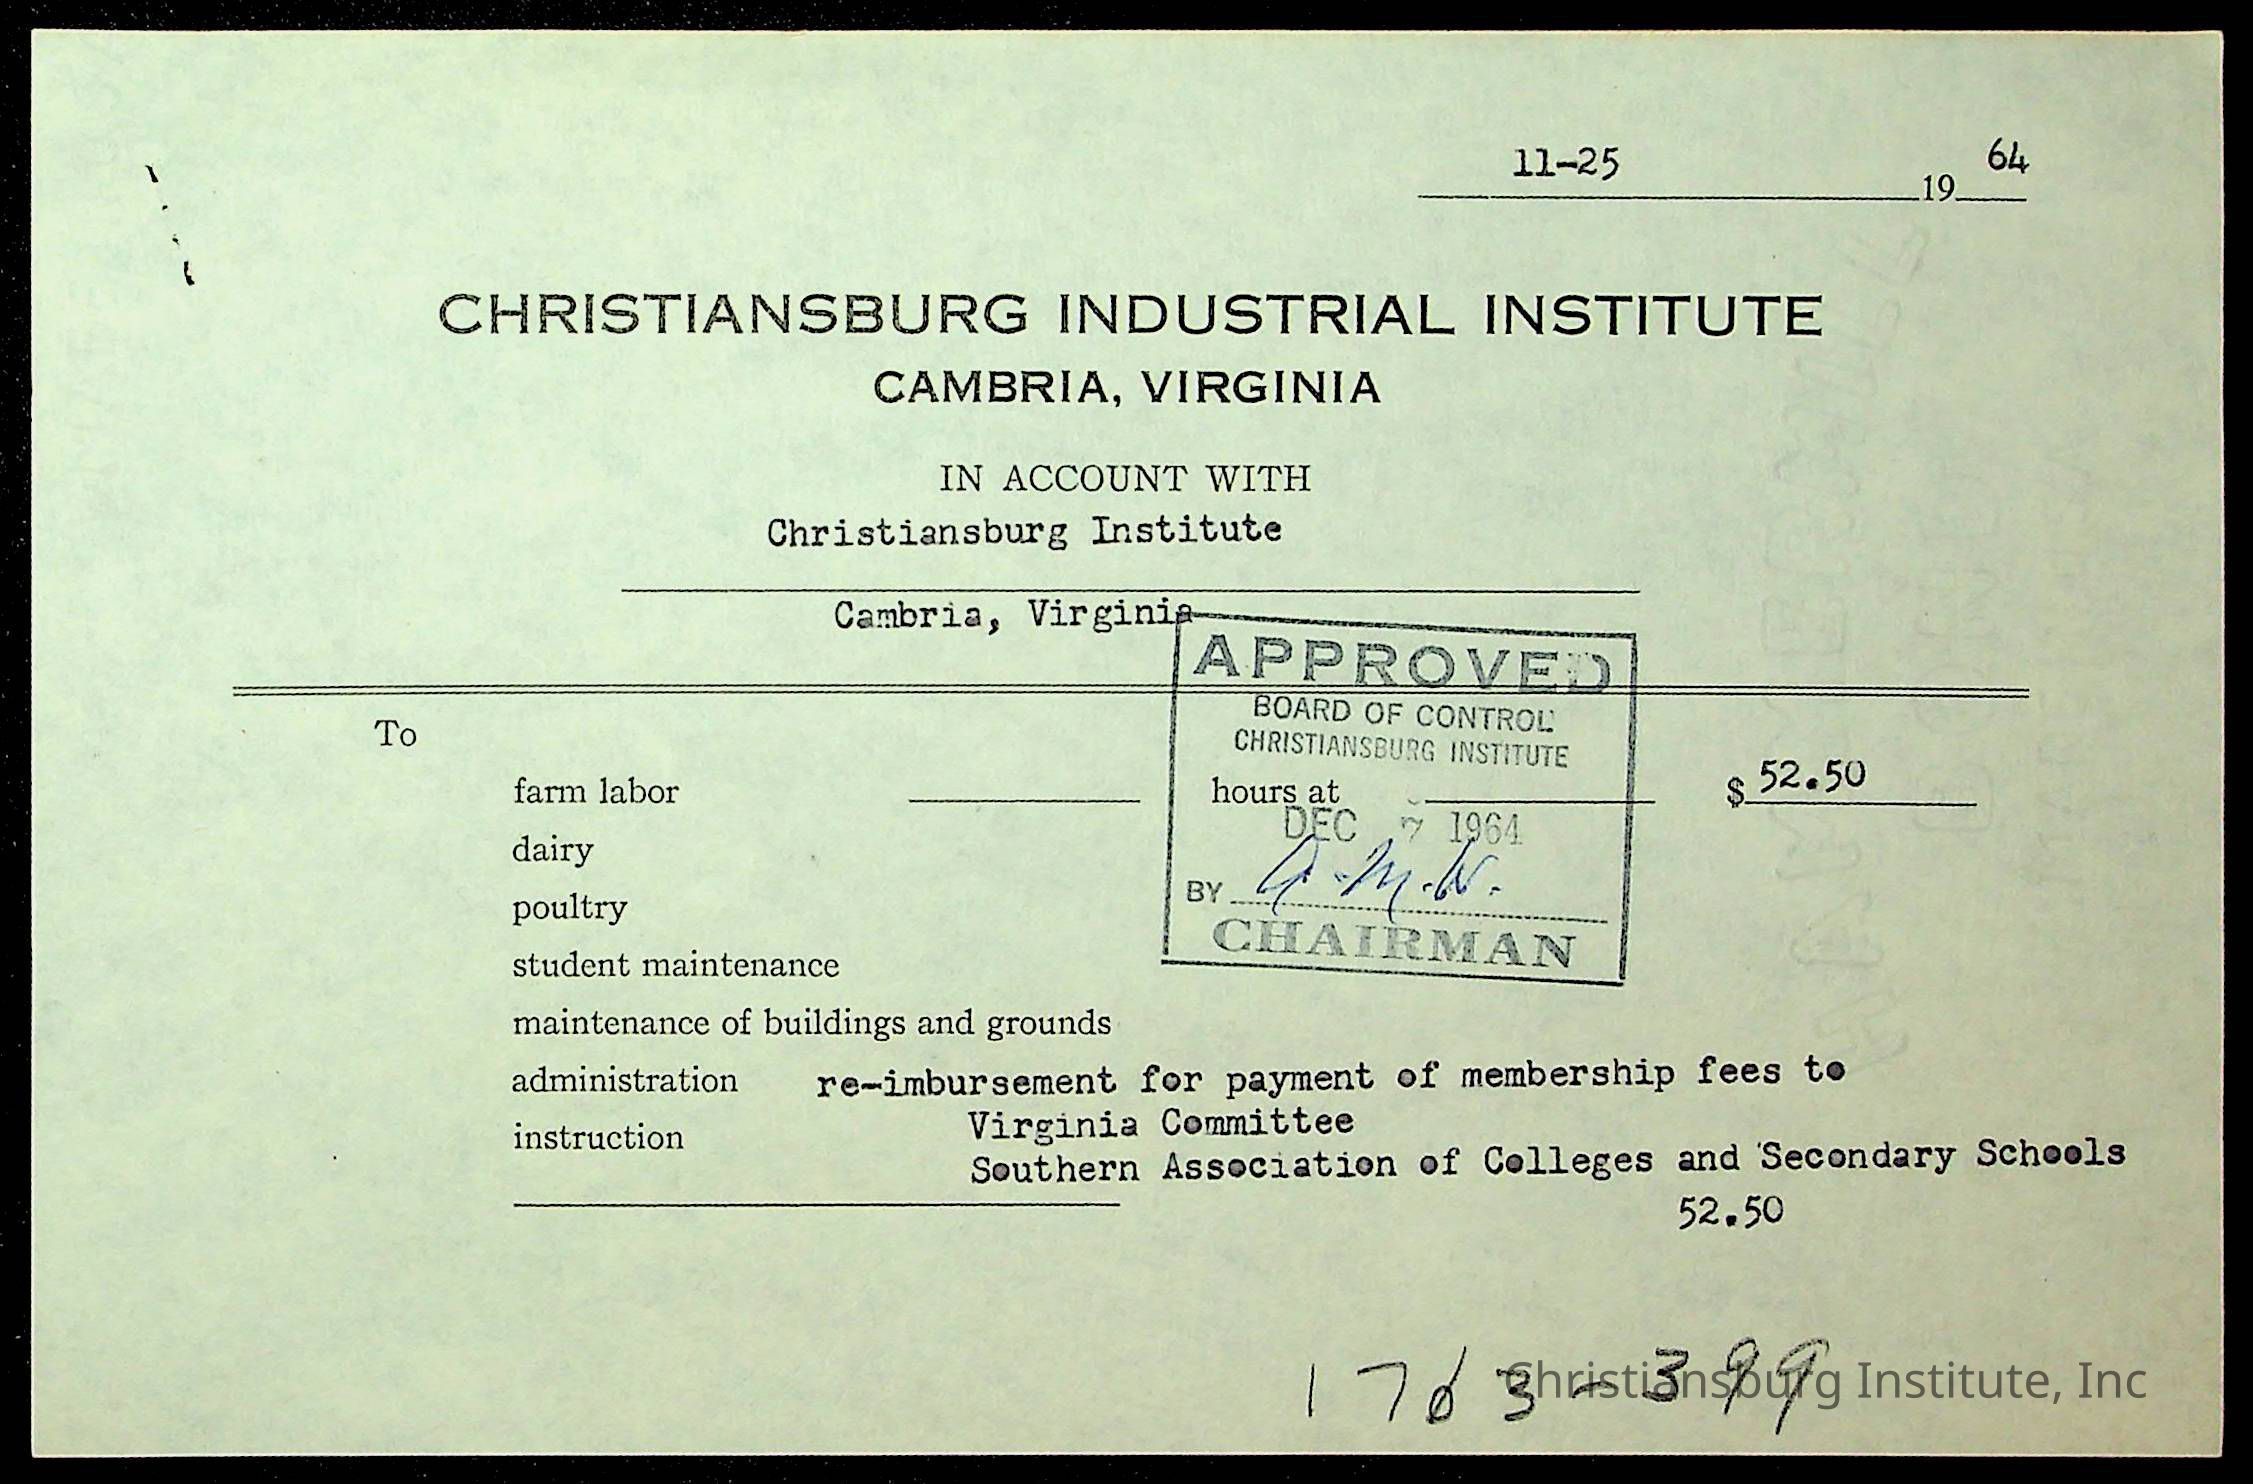 11-25 19 64
CHRISTIANSBURG INDUSTRIAL INSTITUTE
CAMBRIA, VIRGINIA
IN ACCOUNT WITH
Christiansburg Institute
Cambria, Virginia
APPROVED
BOARD OF CONTROL
CHRISTIANSBURG INSTITUTE
To
farm labor hours at $ 52.50
DEC 7 1964
dairy
BY
poultry
CHAIRMAN
student maintenance
maintenance of buildings and grounds
administration re-imbursement for payment of membership fees to
Virginia Committee
instruction
Southern Association of Colleges and Secondary Schools
52.50
1763-399
Christiansburg Institute, Inc